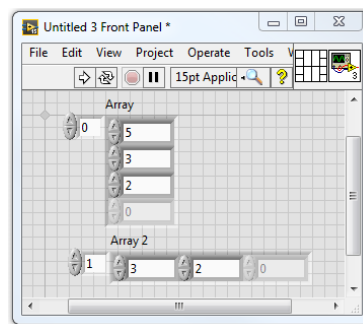 Untitled 3 Front Panel *
File Edit View Project Operate Tools
15pt Applic ?
3
Array
0 5
3
2
0
Array 2
1 3 2 0